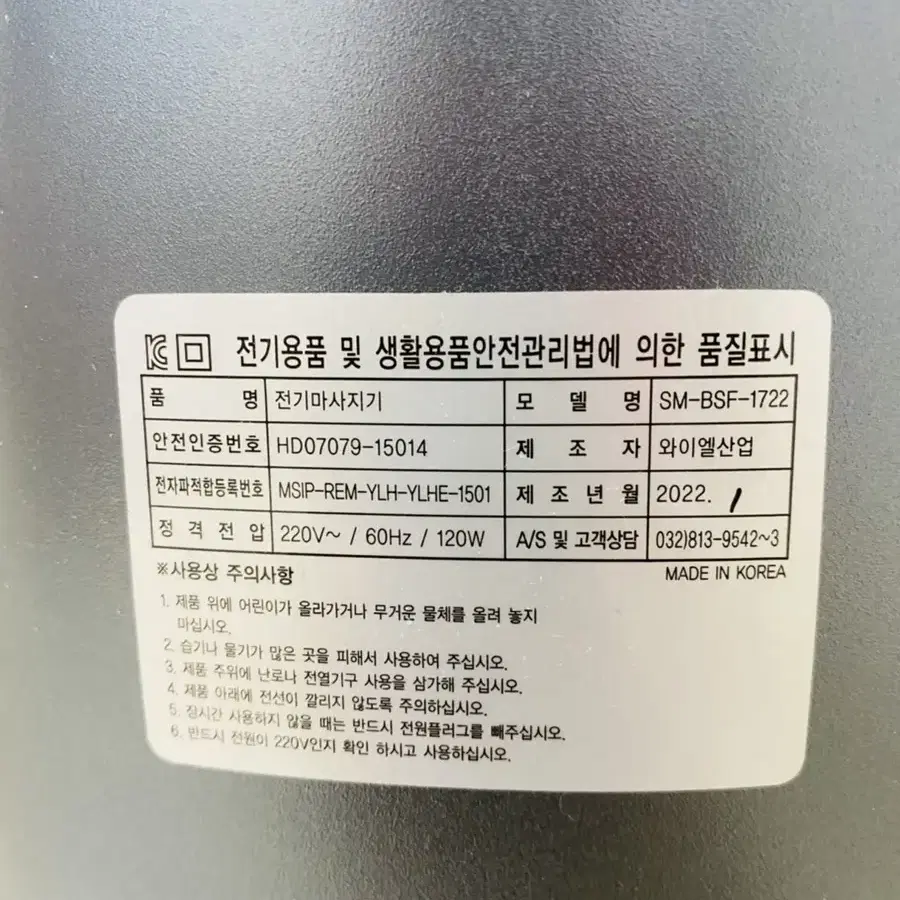 전기용품 및 생활용품안전관리법에 의한 품질표시
품 명 전기마사지기 모 델 명 SM-BSF-1722
안전인증번호 HD07079-15014 제 조 자 와이엘산업
전자파적합등록번호 MSIP-REM-YLH-YLHE-1501 제 조 년 월 2022. 1
정 격 전 압 220V~ / 60Hz / 120W A/S 및 고객상담 032)813-9542~3
※사용상 주의사항 MADE IN KOREA
1. 제품 위에 어린이가 올라가거나 무거운 물체를 올려 놓지
마십시오.
2. 습기나 물기가 많은 곳을 피해서 사용하여 주십시오.
3. 제품 주위에 난로나 전열기구 사용을 삼가해 주십시오.
4. 제품 아래에 전선이 깔리지 않도록 주의하십시오.
5. 장시간 사용하지 않을 때는 반드시 전원플러그를 빼주십시오.
6. 반드시 전원이 220V인지 확인 하시고 사용하십시오.